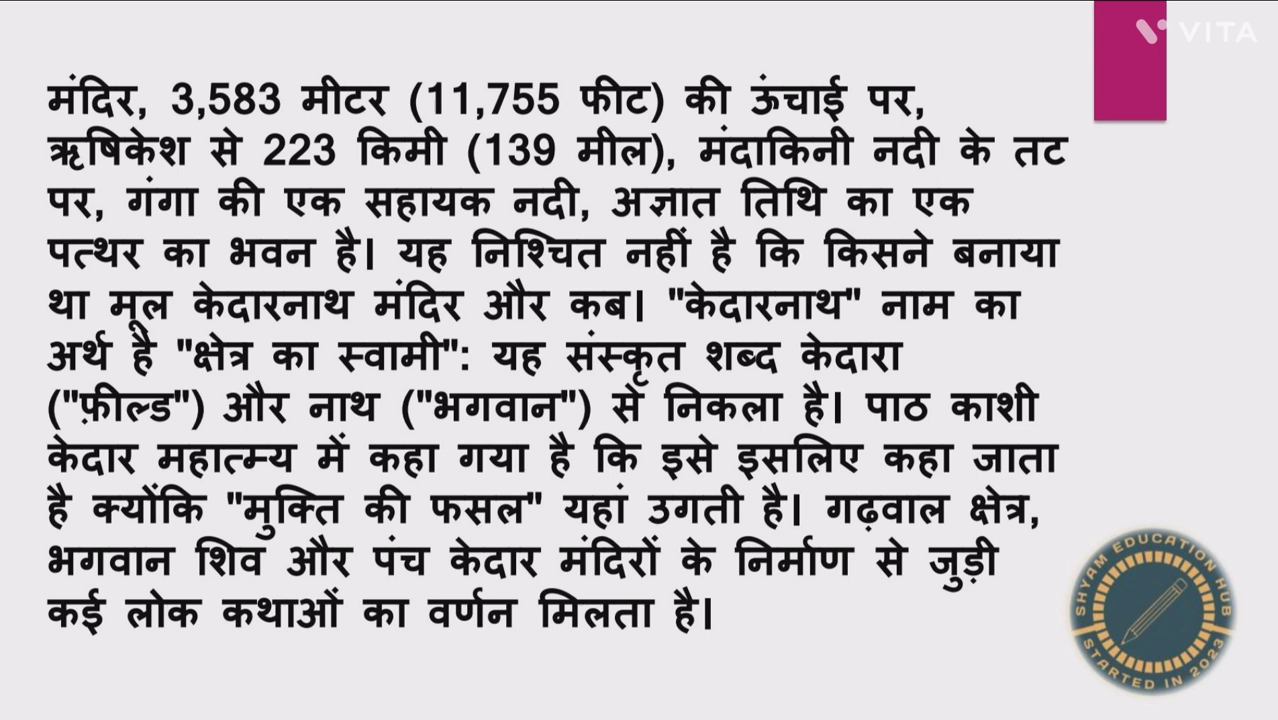 VITA
मंदिर, 3,583 मीटर (11,755 फीट) की ऊंचाई पर,
ऋषिकेश से 223 किमी (139 मील), मंदाकिनी नदी के तट
पर, गंगा की एक सहायक नदी, अज्ञात तिथि का एक
पत्थर का भवन है। यह निश्चित नहीं है कि किसने बनाया
था मूल केदारनाथ मंदिर और कब। "केदारनाथ" नाम का
अर्थ है "क्षेत्र का स्वामी": यह संस्कृत शब्द केदारा
("फ़ील्ड") और नाथ ("भगवान") से निकला है। पाठ काशी
केदार महात्म्य में कहा गया है कि इसे इसलिए कहा जाता
है क्योंकि "मुक्ति की फसल" यहां उगती है। गढ़वाल क्षेत्र,
भगवान शिव और पंच केदार मंदिरों के निर्माण से जुड़ी
कई लोक कथाओं का वर्णन मिलता है।
SHYAM EDUCATION HUB
STARTED IN 2023